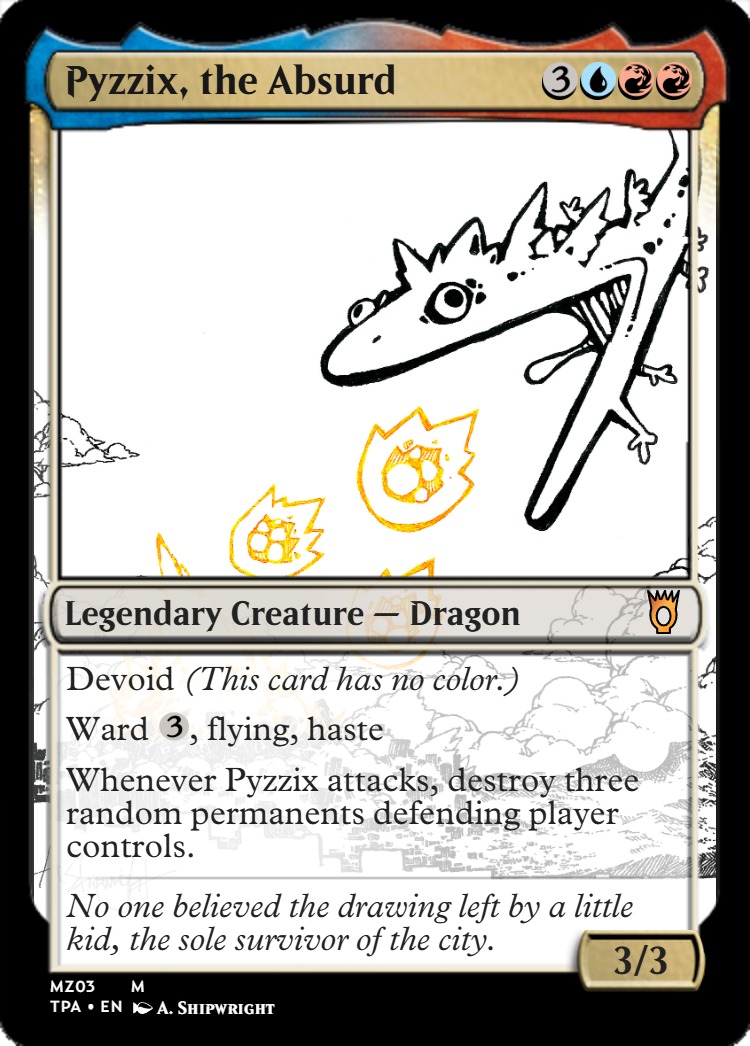 Pyzzix, the Absurd 3
Legendary Creature — Dragon
Devoid (This card has no color.)
Ward 3, flying, haste
Whenever Pyzzix attacks, destroy three
random permanents defending player
controls.
No one believed the drawing left by a little
kid, the sole survivor of the city.
3/3
MZ03 M
TPA • EN A. Shipwright